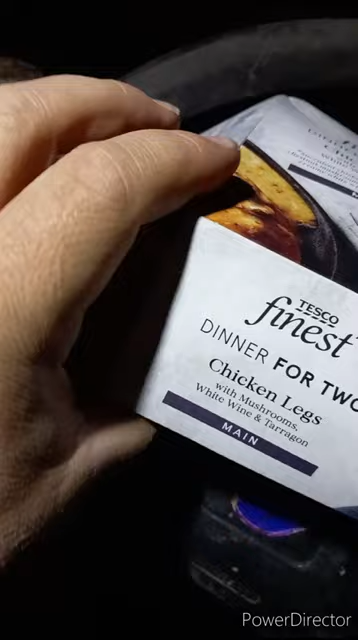 TESCO
finest
DINNER FOR TWO
Chicken Legs
with Mushrooms,
White Wine & Tarragon
MAIN
PowerDirector